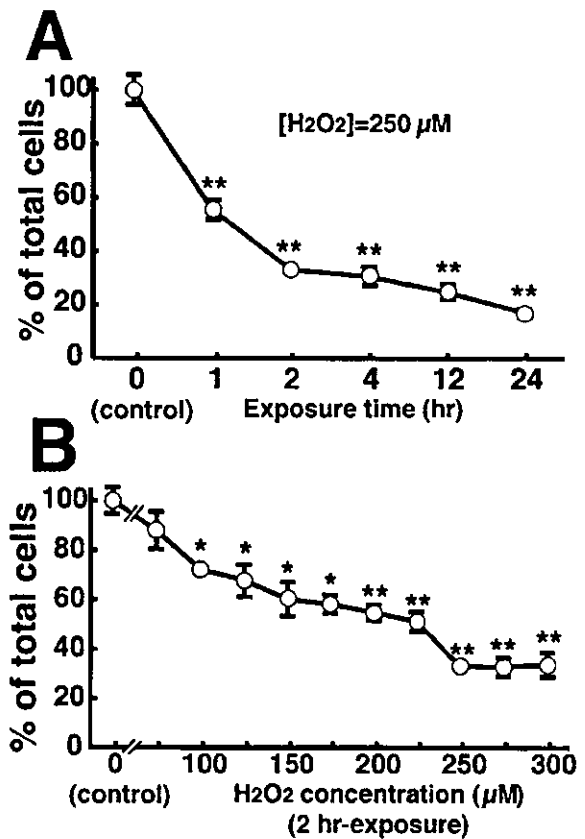 A
% of total cells
100
80
60
40
20
0
[H2O2]=250 µM
**
**
**
**
**
0 1 2 4 12 24
(control) Exposure time (hr)
B
% of total cells
100
80
60
40
20
0
*
*
*
*
**
**
**
**
**
0 100 150 200 250 300
(control) H2O2 concentration (µM)
(2 hr-exposure)